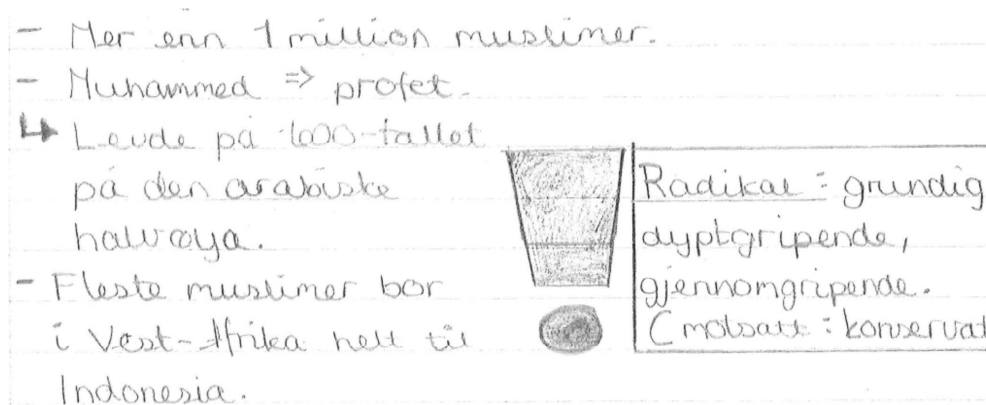 - Mer enn 1 million muslimer.
- Muhammed => profet.
↳ Levde på 600-tallet
på den arabiske
halvøya.
- Fleste muslimer bor
i Vest-Afrika helt til
Indonesia.
Radikal: grundig
dyptgripende,
gjennomgripende.
(motsatt: konservat